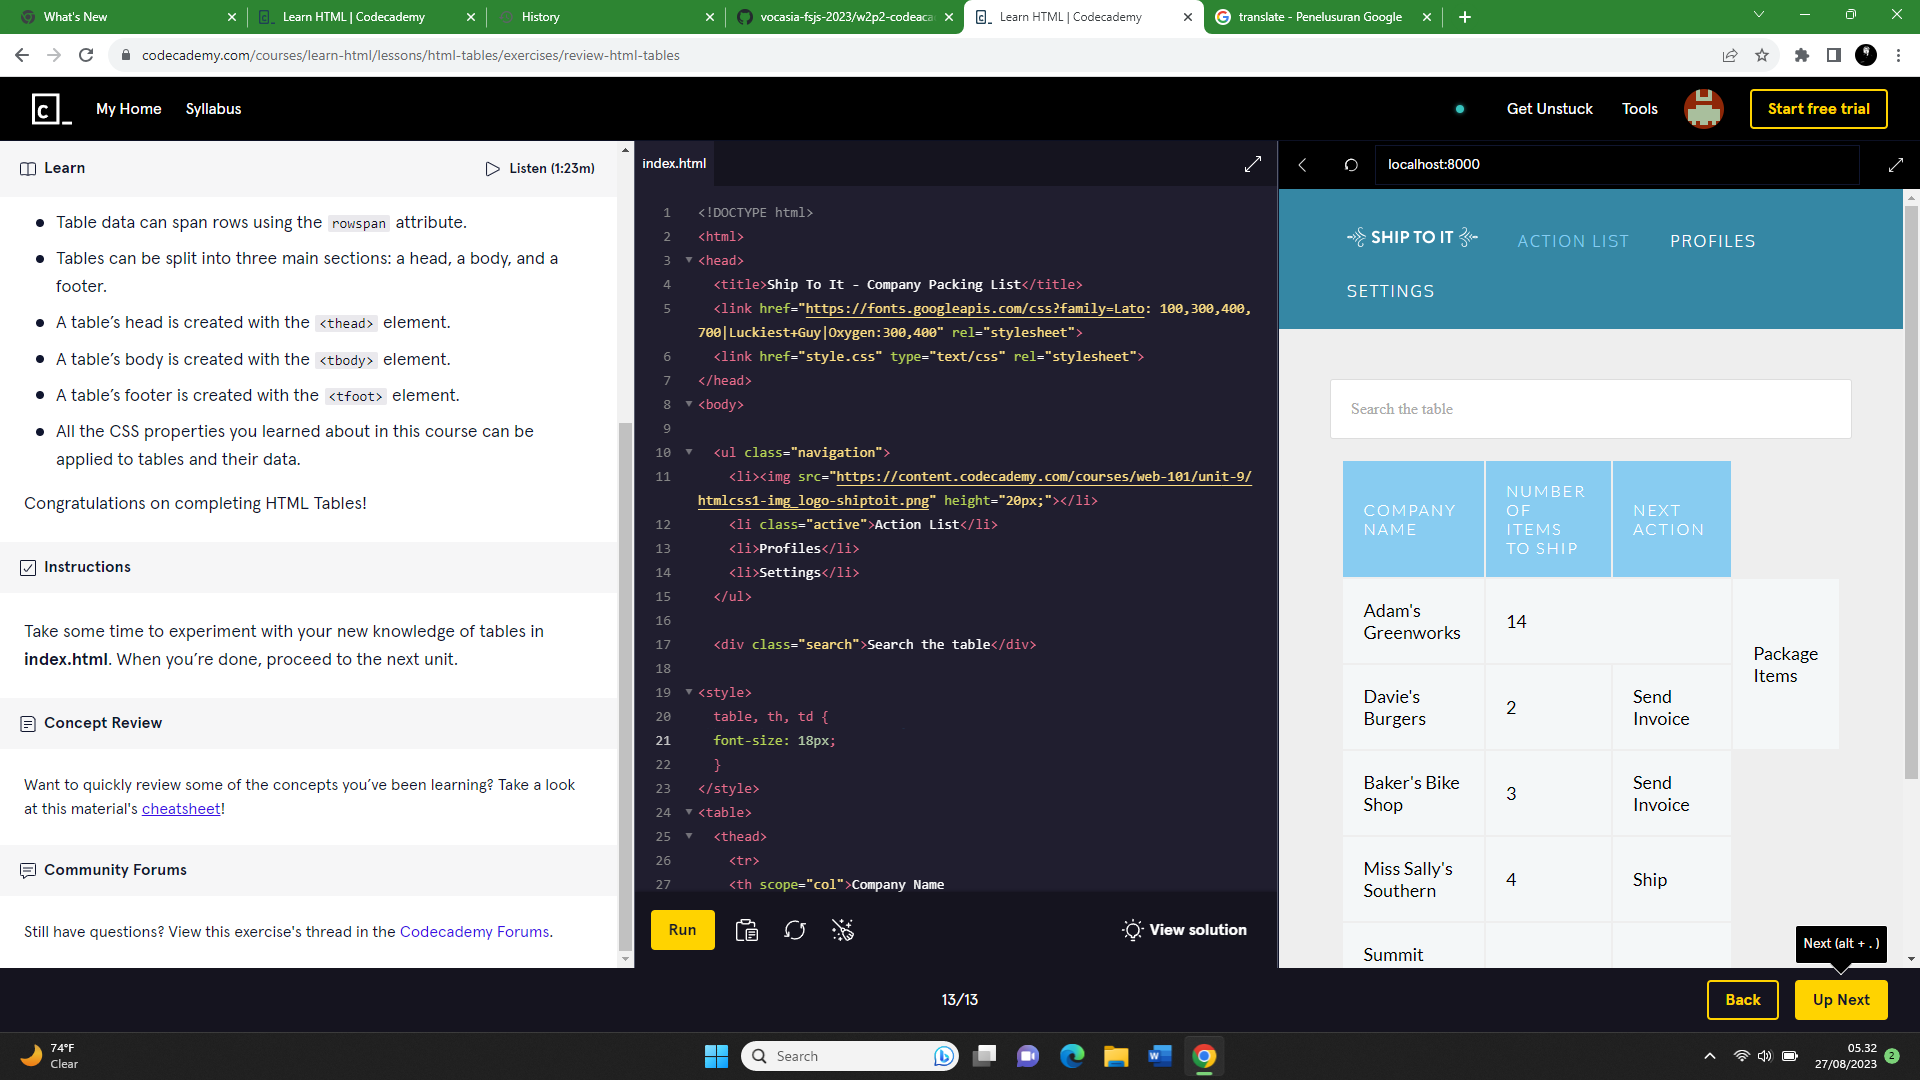 What's New
Learn HTML | Codecademy
History
vocasia-fsjs-2023/w2p2-codeaca
Learn HTML | Codecademy
translate - Penelusuran Google
codecademy.com/courses/learn-html/lessons/html-tables/exercises/review-html-tables
My Home
Syllabus
Get Unstuck
Tools
Start free trial
Learn
Listen (1:23m)
Table data can span rows using the rowspan attribute.
Tables can be split into three main sections: a head, a body, and a
footer.
A table’s head is created with the <thead> element.
A table’s body is created with the <tbody> element.
A table’s footer is created with the <tfoot> element.
All the CSS properties you learned about in this course can be
applied to tables and their data.
Congratulations on completing HTML Tables!
Instructions
Take some time to experiment with your new knowledge of tables in
index.html. When you’re done, proceed to the next unit.
Concept Review
Want to quickly review some of the concepts you’ve been learning? Take a look
at this material's cheatsheet!
Community Forums
Still have questions? View this exercise's thread in the Codecademy Forums.
index.html
1 <!DOCTYPE html>
2 <html>
3 <head>
4 <title>Ship To It - Company Packing List</title>
5 <link href="https://fonts.googleapis.com/css?family=Lato: 100,300,400,
700|Luckiest+Guy|Oxygen:300,400" rel="stylesheet">
6 <link href="style.css" type="text/css" rel="stylesheet">
7 </head>
8 <body>
9
10 <ul class="navigation">
11 <li><img src="https://content.codecademy.com/courses/web-101/unit-9/
htmlcss1-img_logo-shiptoit.png" height="20px;"></li>
12 <li class="active">Action List</li>
13 <li>Profiles</li>
14 <li>Settings</li>
15 </ul>
16
17 <div class="search">Search the table</div>
18
19 <style>
20 table, th, td {
21 font-size: 18px;
22 }
23 </style>
24 <table>
25 <thead>
26 <tr>
27 <th scope="col">Company Name
Run
View solution
localhost:8000
SHIP TO IT
ACTION LIST
PROFILES
SETTINGS
Search the table
COMPANY
NAME
NUMBER
OF
ITEMS
TO SHIP
NEXT
ACTION
Adam's
Greenworks
14
Package
Items
Davie's
Burgers
2
Send
Invoice
Baker's Bike
Shop
3
Send
Invoice
Miss Sally's
Southern
4
Ship
Summit
Next (alt + . )
13/13
Back
Up Next
74°F
Clear
Search
05.32
27/08/2023
2